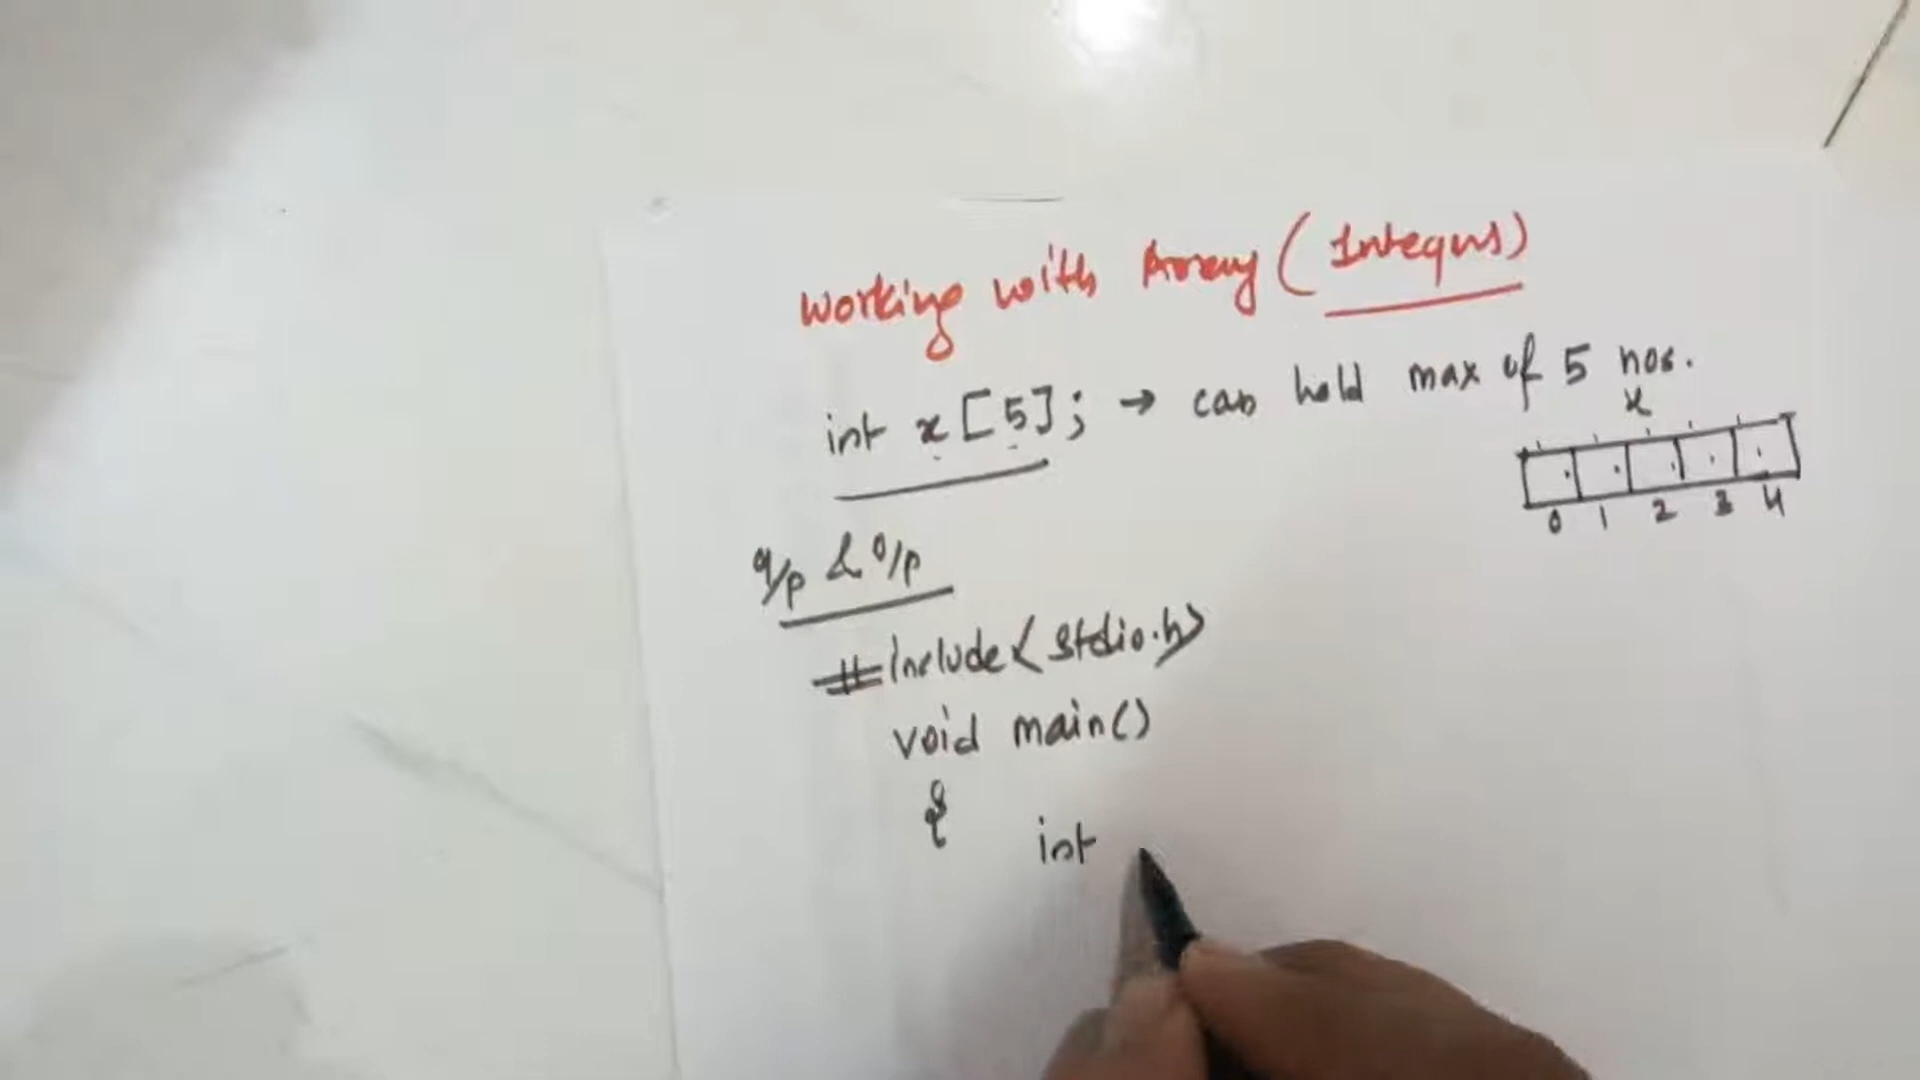 Working with Array (Integers)
int x[5]; → can hold max of 5 nos.
x
0 1 2 3 4
I/p & O/p
#include<stdio.h>
void main()
{
int